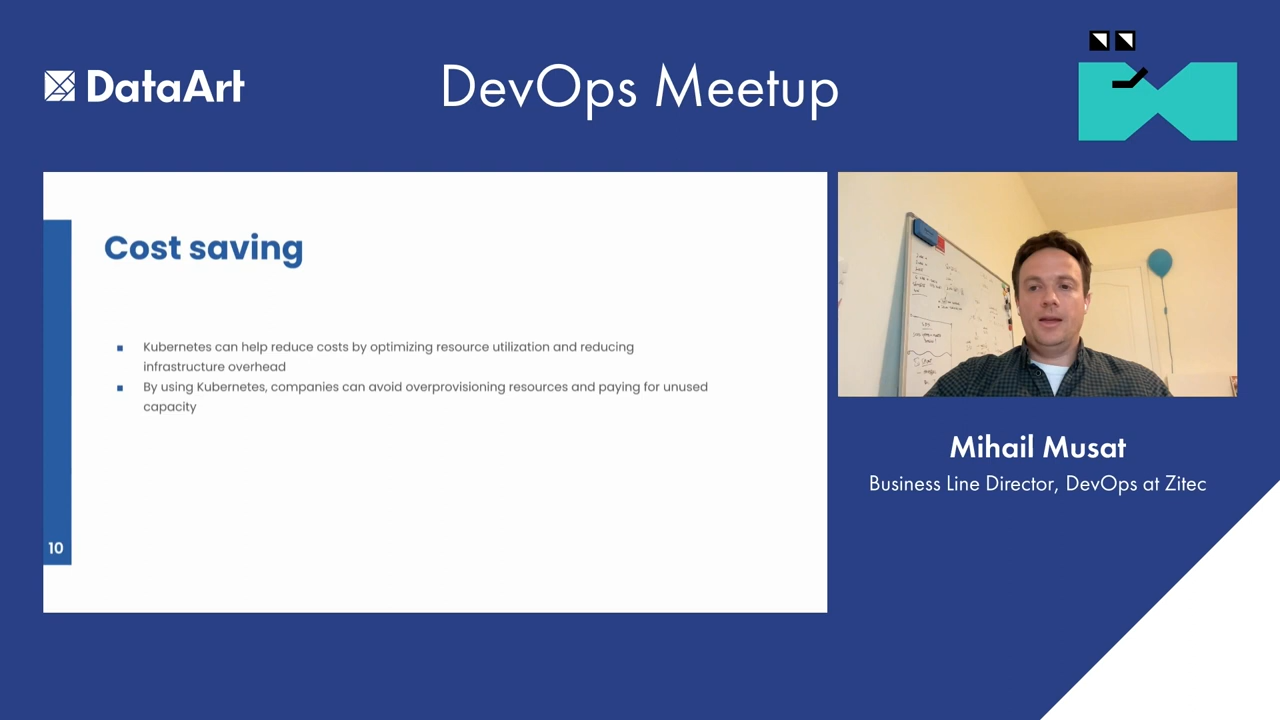 DataArt
DevOps Meetup
Cost saving
Kubernetes can help reduce costs by optimizing resource utilization and reducing
infrastructure overhead
By using Kubernetes, companies can avoid overprovisioning resources and paying for unused
capacity
10
Mihail Musat
Business Line Director, DevOps at Zitec